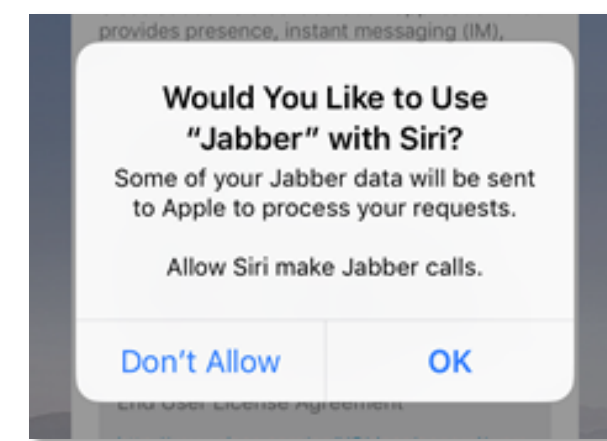 provides presence, instant messaging (IM),
Would You Like to Use
“Jabber” with Siri?
Some of your Jabber data will be sent
to Apple to process your requests.
Allow Siri make Jabber calls.
Don’t Allow
OK
End User License Agreement